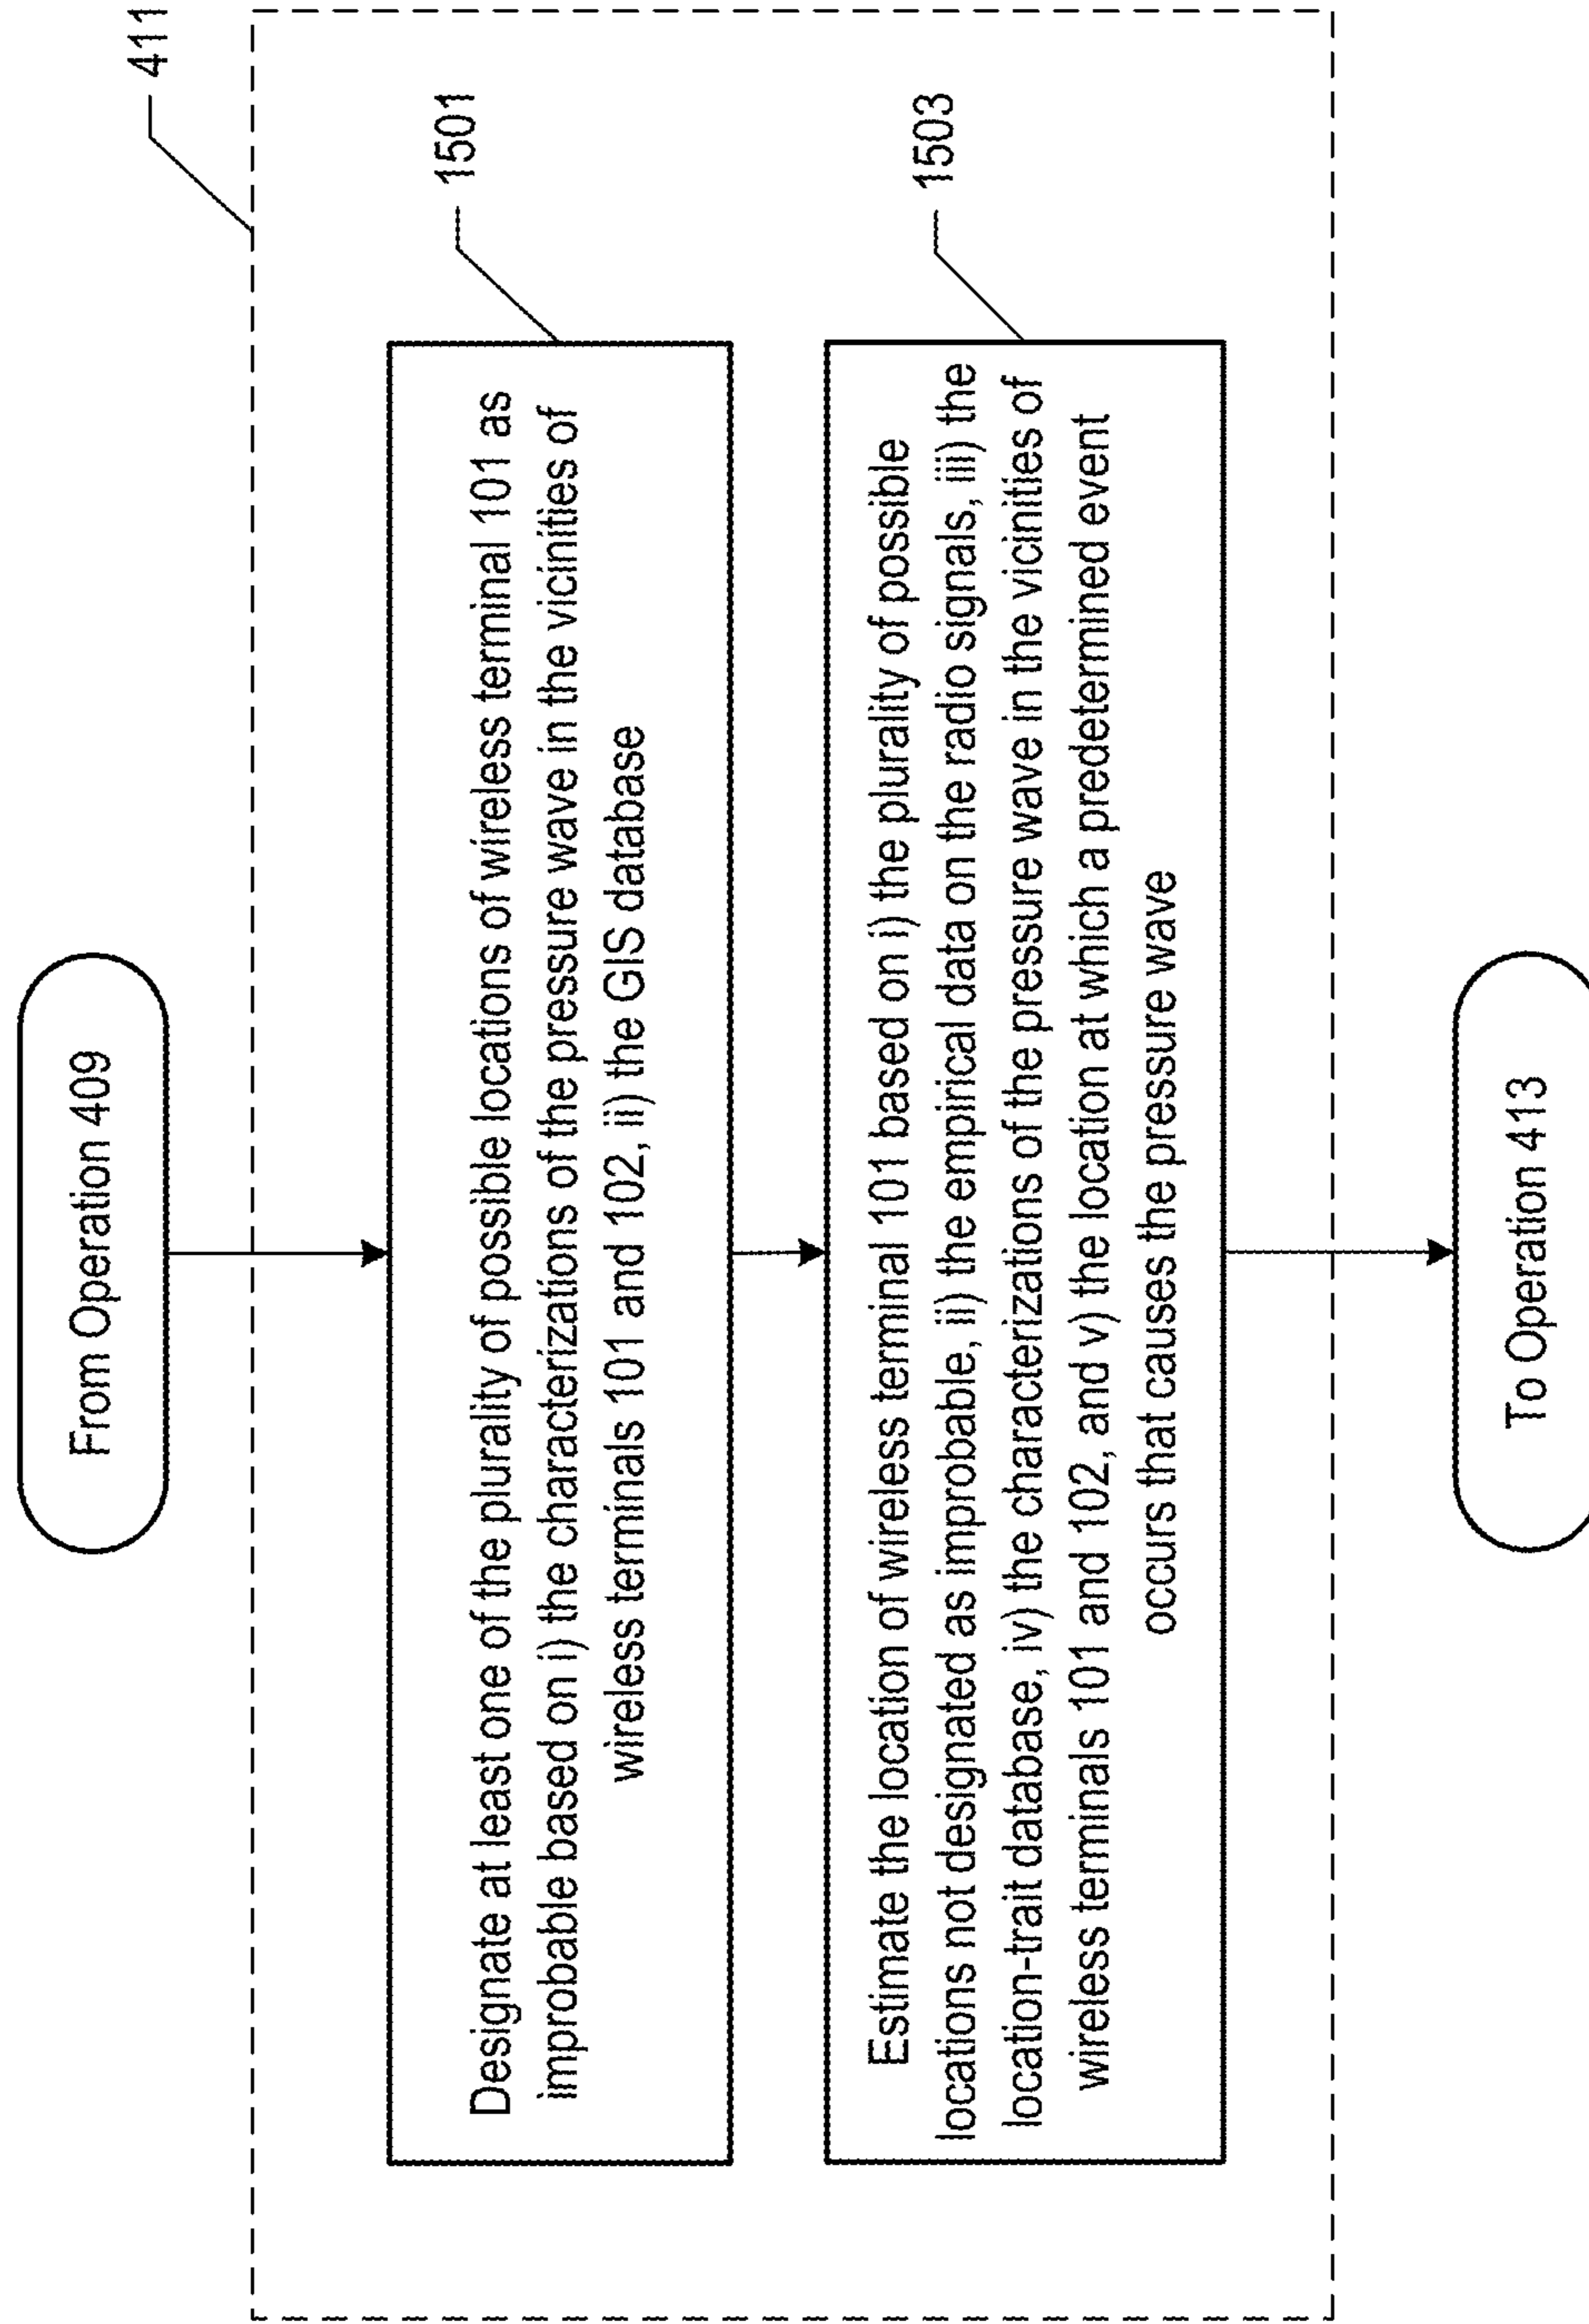 From Operation 409
411
1501
Designate at least one of the plurality of possible locations of wireless terminal 101 as
improbable based on i) the characterizations of the pressure wave in the vicinities of
wireless terminals 101 and 102, ii) the GIS database
1503
Estimate the location of wireless terminal 101 based on i) the plurality of possible
locations not designated as improbable, ii) the empirical data on the radio signals, iii) the
location-trait database, iv) the characterizations of the pressure wave in the vicinities of
wireless terminals 101 and 102, and v) the location at which a predetermined event
occurs that causes the pressure wave
To Operation 413